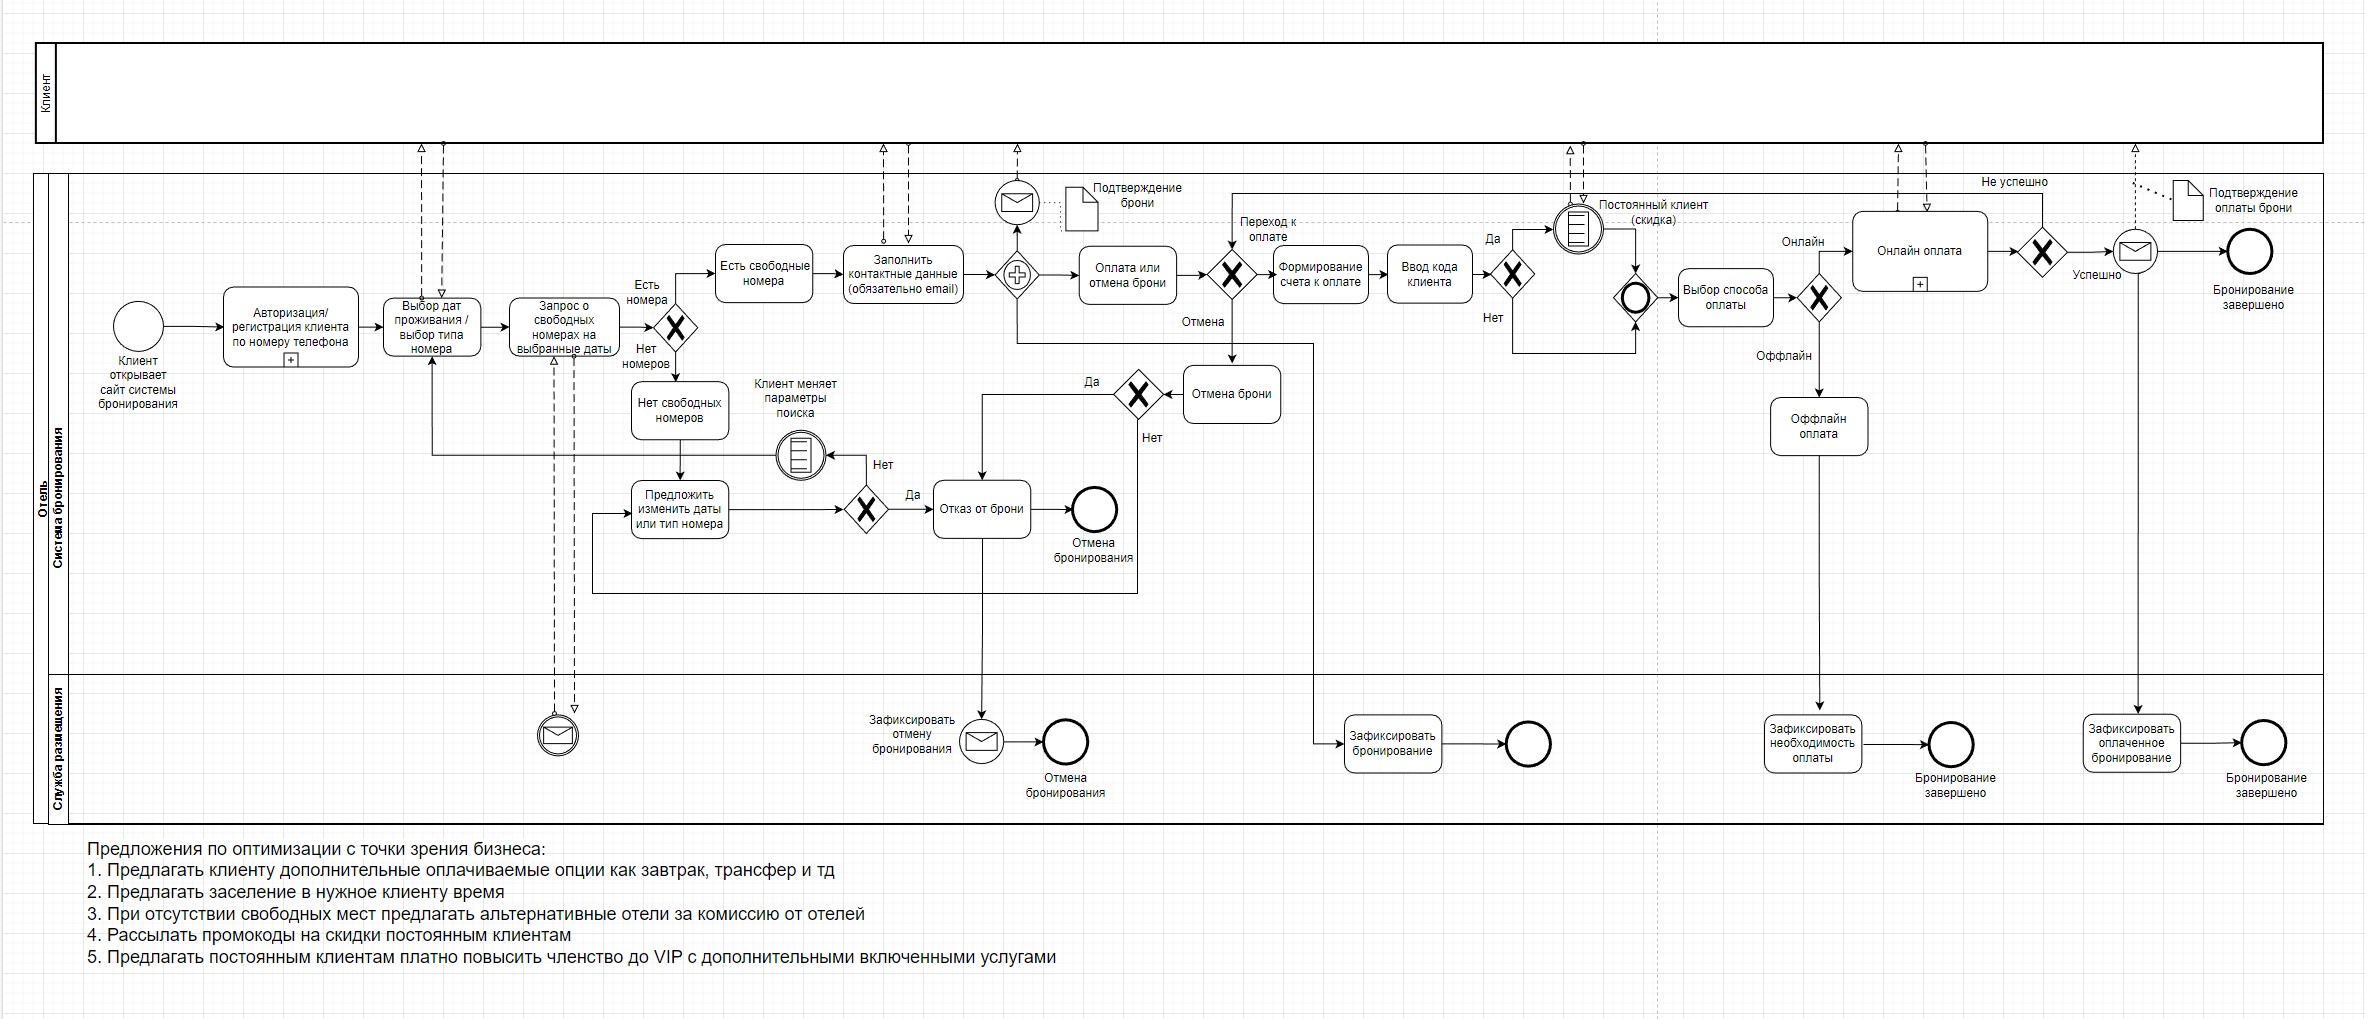 Клиент
Отель
Система бронирования
Служба размещения
Клиент
открывает
сайт системы
бронирования
Авторизация/
регистрация клиента
по номеру телефона
Выбор дат
проживания /
выбор типа
номера
Запрос о
свободных
номерах на
выбранные даты
Есть
номера
Нет
номеров
Есть свободные
номера
Нет свободных
номеров
Предложить
изменить даты
или тип номера
Клиент меняет
параметры
поиска
Нет
Да
Заполнить
контактные данные
(обязательно email)
Подтверждение
брони
Оплата или
отмена брони
Переход к
оплате
Отмена
Отмена брони
Да
Нет
Отказ от брони
Отмена
бронирования
Формирование
счета к оплате
Ввод кода
клиента
Да
Нет
Постоянный клиент
(скидка)
Выбор способа
оплаты
Онлайн
Оффлайн
Онлайн оплата
Оффлайн
оплата
Не успешно
Успешно
Подтверждение
оплаты брони
Бронирование
завершено
Зафиксировать
отмену
бронирования
Отмена
бронирования
Зафиксировать
бронирование
Зафиксировать
необходимость
оплаты
Бронирование
завершено
Зафиксировать
оплаченное
бронирование
Бронирование
завершено
Предложения по оптимизации с точки зрения бизнеса:
1. Предлагать клиенту дополнительные оплачиваемые опции как завтрак, трансфер и тд
2. Предлагать заселение в нужное клиенту время
3. При отсутствии свободных мест предлагать альтернативные отели за комиссию от отелей
4. Рассылать промокоды на скидки постоянным клиентам
5. Предлагать постоянным клиентам платно повысить членство до VIP с дополнительными включенными услугами